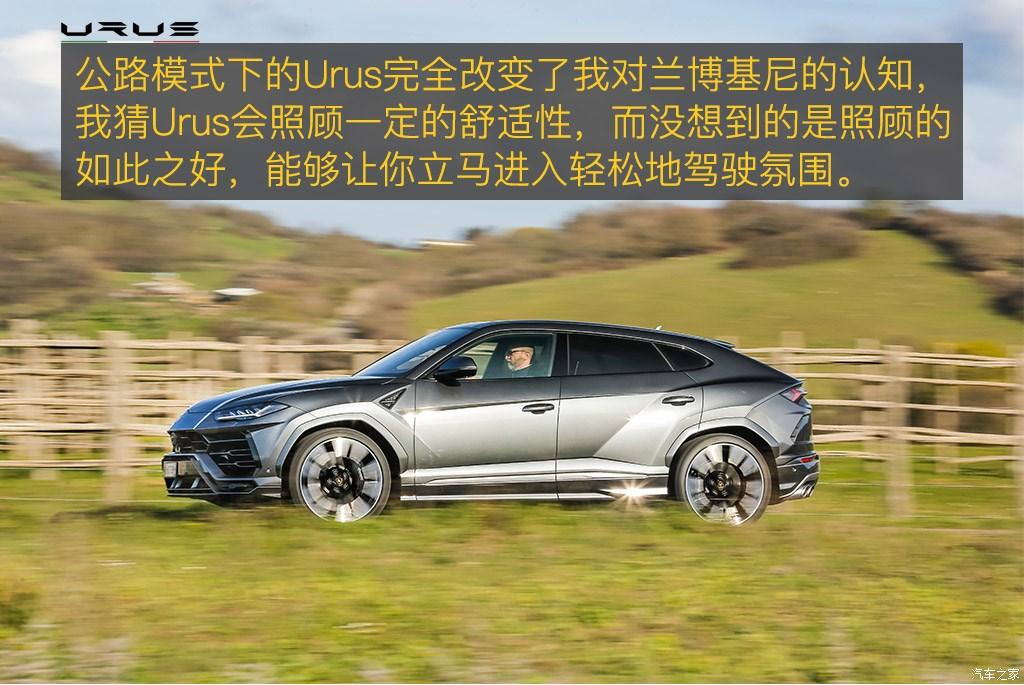 URUS
公路模式下的Urus完全改变了我对兰博基尼的认知，
我猜Urus会照顾一定的舒适性，而没想到的是照顾的
如此之好，能够让你立马进入轻松地驾驶氛围。
汽车之家